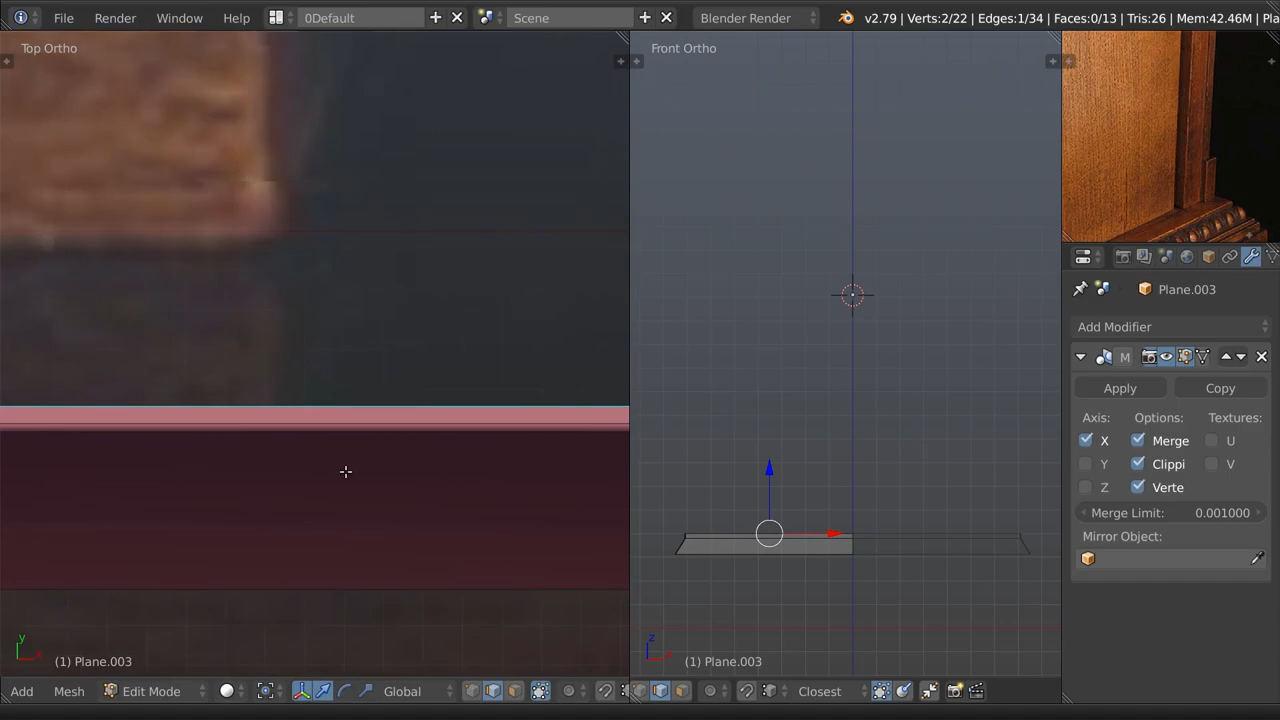 File Render Window Help 0Default Scene Blender Render v2.79 | Verts:2/22 | Edges:1/34 | Faces:0/13 | Tris:26 | Mem:42.46M | Pla
Top Ortho
Front Ortho
Plane.003
Add Modifier
M
Apply Copy
Axis: Options: Textures:
X Merge U
Y Clippi V
Z Verte
Merge Limit: 0.001000
Mirror Object:
y x
(1) Plane.003
z x
(1) Plane.003
Add Mesh Edit Mode Global
Closest